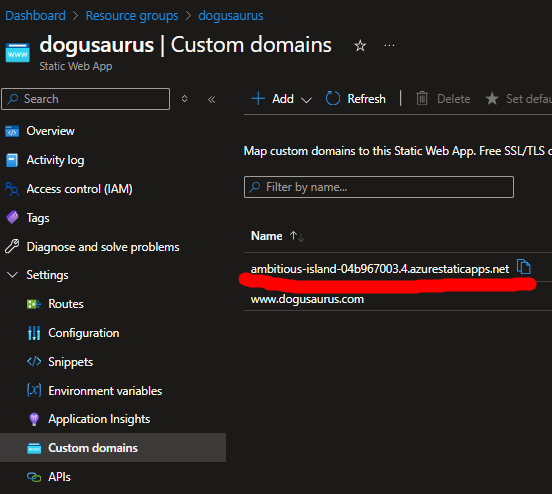 Dashboard > Resource groups > dogusaurus
dogusaurus | Custom domains
Static Web App
Search
Add
Refresh
Delete
Set defau
Overview
Activity log
Access control (IAM)
Tags
Diagnose and solve problems
Settings
Routes
Configuration
Snippets
Environment variables
Application Insights
Custom domains
APIs
Map custom domains to this Static Web App. Free SSL/TLS c
Filter by name...
Name
ambitious-island-04b967003.4.azurestaticapps.net
www.dogusaurus.com